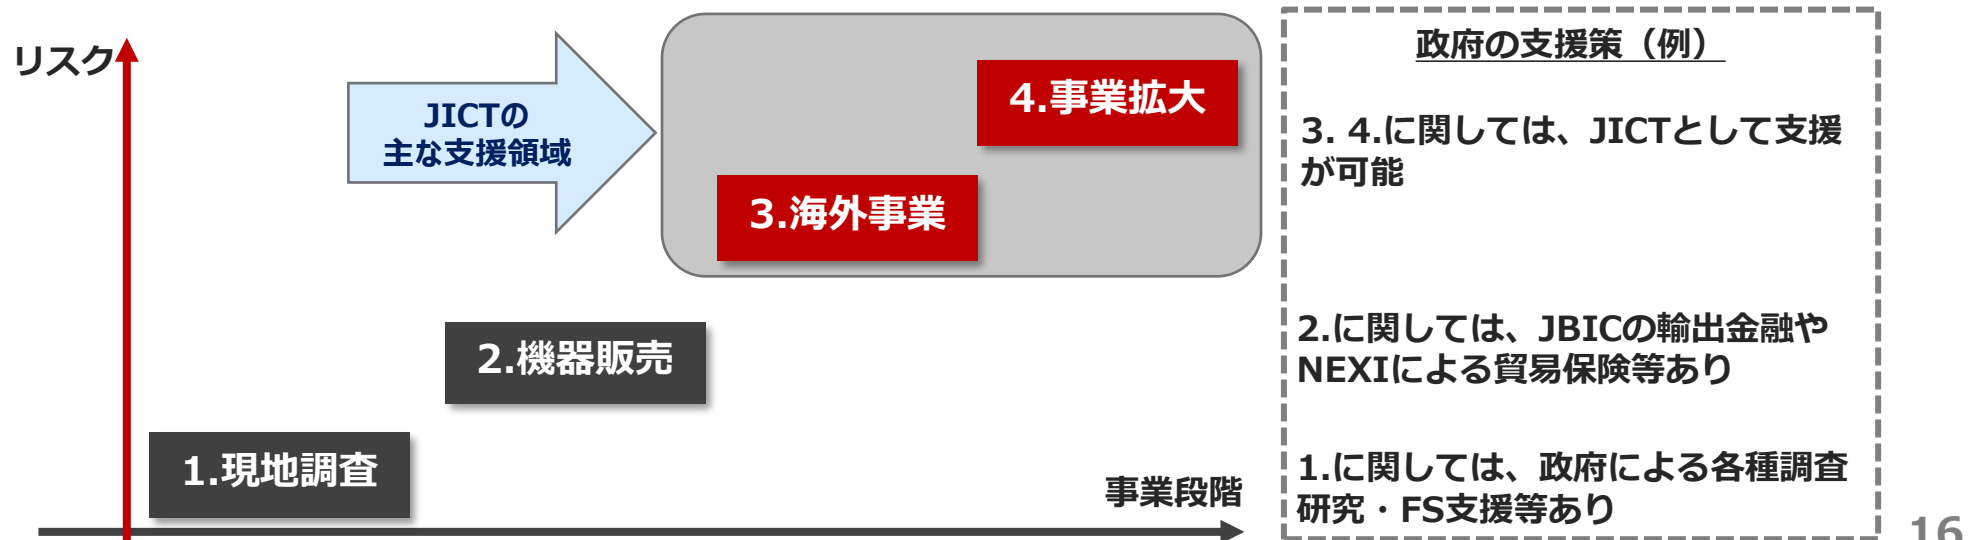 リスク
JICTの
主な支援領域
4.事業拡大
3.海外事業
2.機器販売
1.現地調査
事業段階
政府の支援策（例）
3. 4.に関しては、JICTとして支援
が可能
2.に関しては、JBICの輸出金融や
NEXIによる貿易保険等あり
1.に関しては、政府による各種調査
研究・FS支援等あり
16